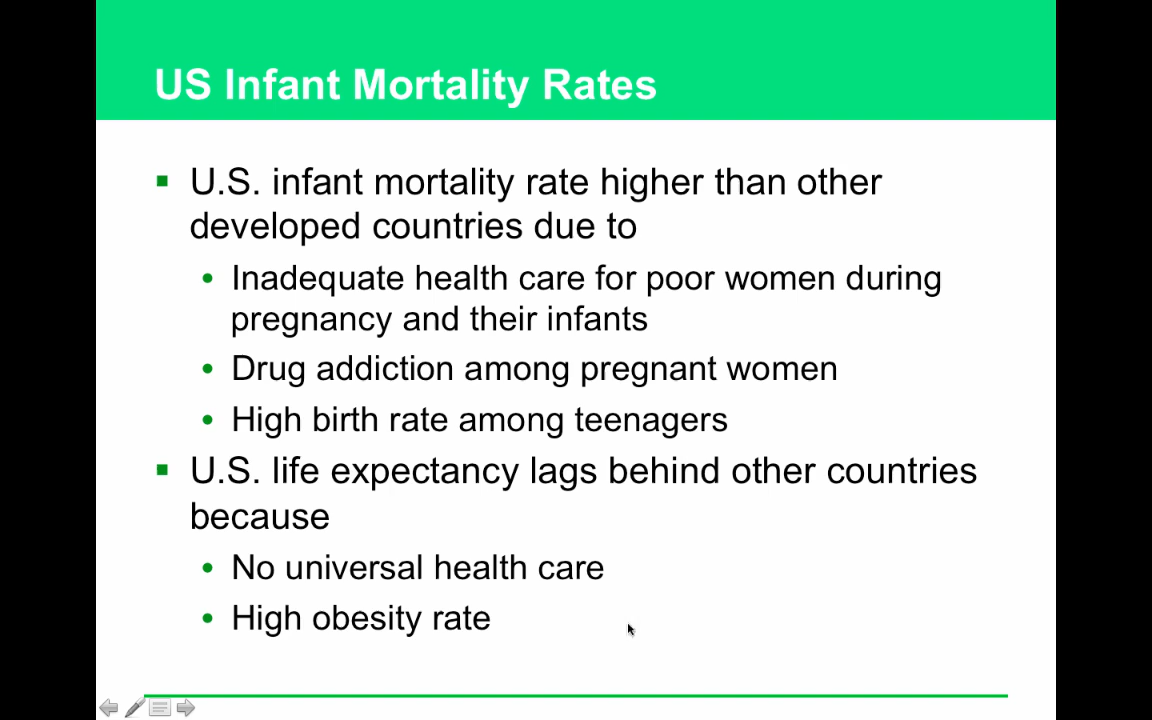 US Infant Mortality Rates
U.S. infant mortality rate higher than other
developed countries due to
Inadequate health care for poor women during
pregnancy and their infants
Drug addiction among pregnant women
High birth rate among teenagers
U.S. life expectancy lags behind other countries
because
No universal health care
High obesity rate